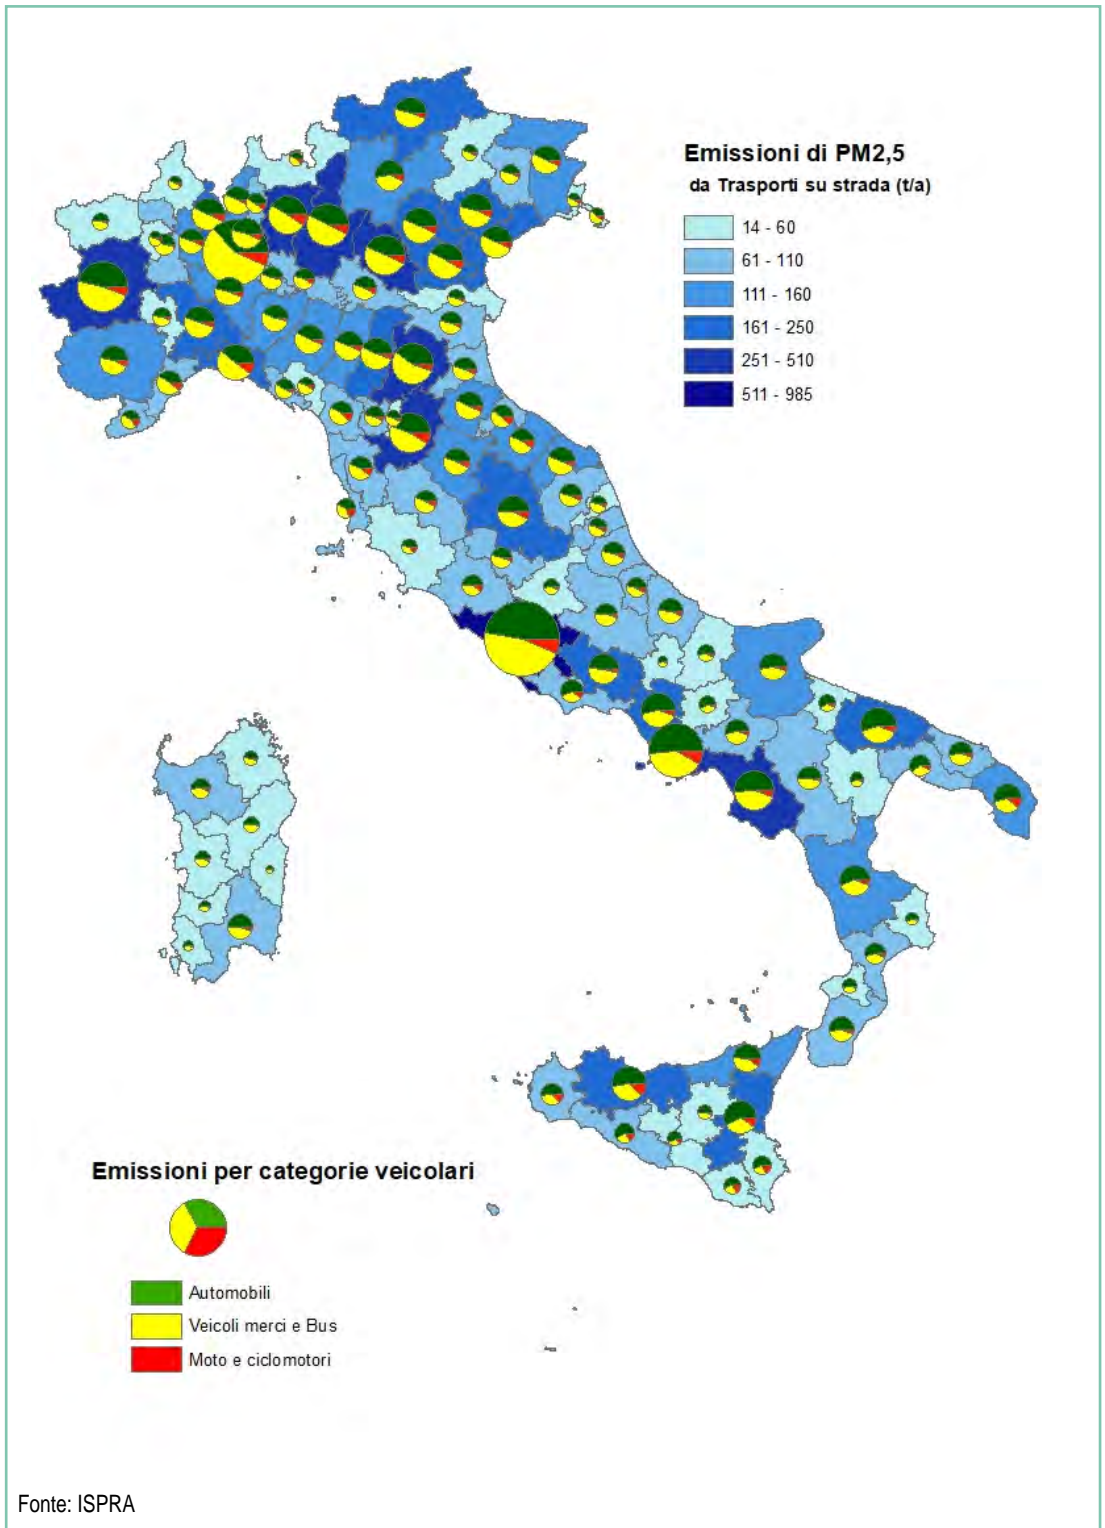 Emissioni di PM2,5
da Trasporti su strada (t/a)
14 - 60
61 - 110
111 - 160
161 - 250
251 - 510
511 - 985
Emissioni per categorie veicolari
Automobili
Veicoli merci e Bus
Moto e ciclomotori
Fonte: ISPRA